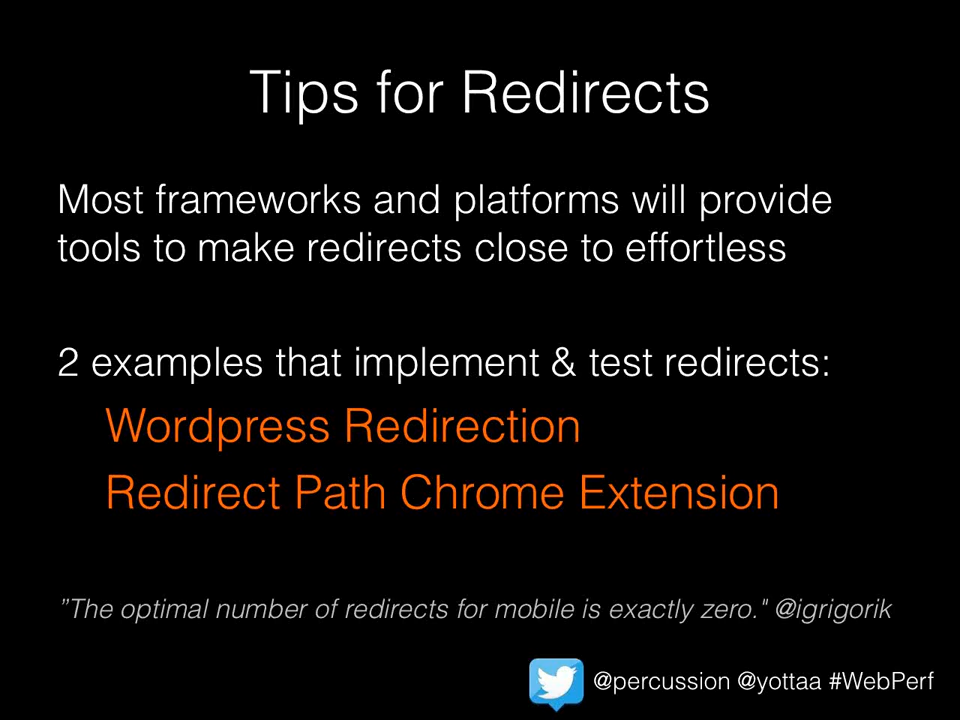 Tips for Redirects
Most frameworks and platforms will provide
tools to make redirects close to effortless
2 examples that implement & test redirects:
Wordpress Redirection
Redirect Path Chrome Extension
”The optimal number of redirects for mobile is exactly zero." @igrigorik
@percussion @yottaa #WebPerf